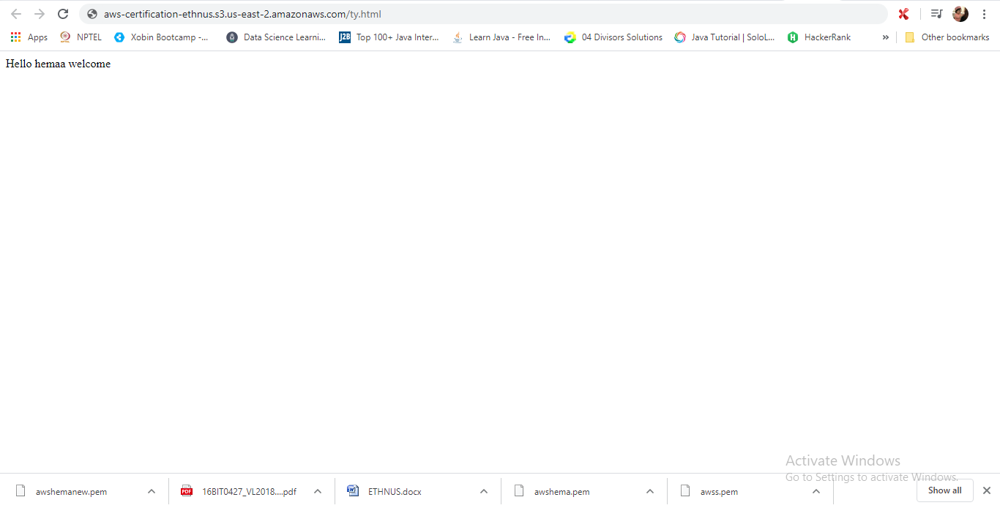 aws-certification-ethnus.s3.us-east-2.amazonaws.com/ty.html
Apps NPTEL Xobin Bootcamp -... Data Science Learni... J2B Top 100+ Java Inter... Learn Java - Free In... 04 Divisors Solutions Java Tutorial | SoloL... H HackerRank » Other bookmarks
Hello hemaa welcome
Activate Windows
Go to Settings to activate Windows.
awshemanew.pem PDF 16BIT0427_VL2018....pdf W ETHNUS.docx awshema.pem awss.pem Show all